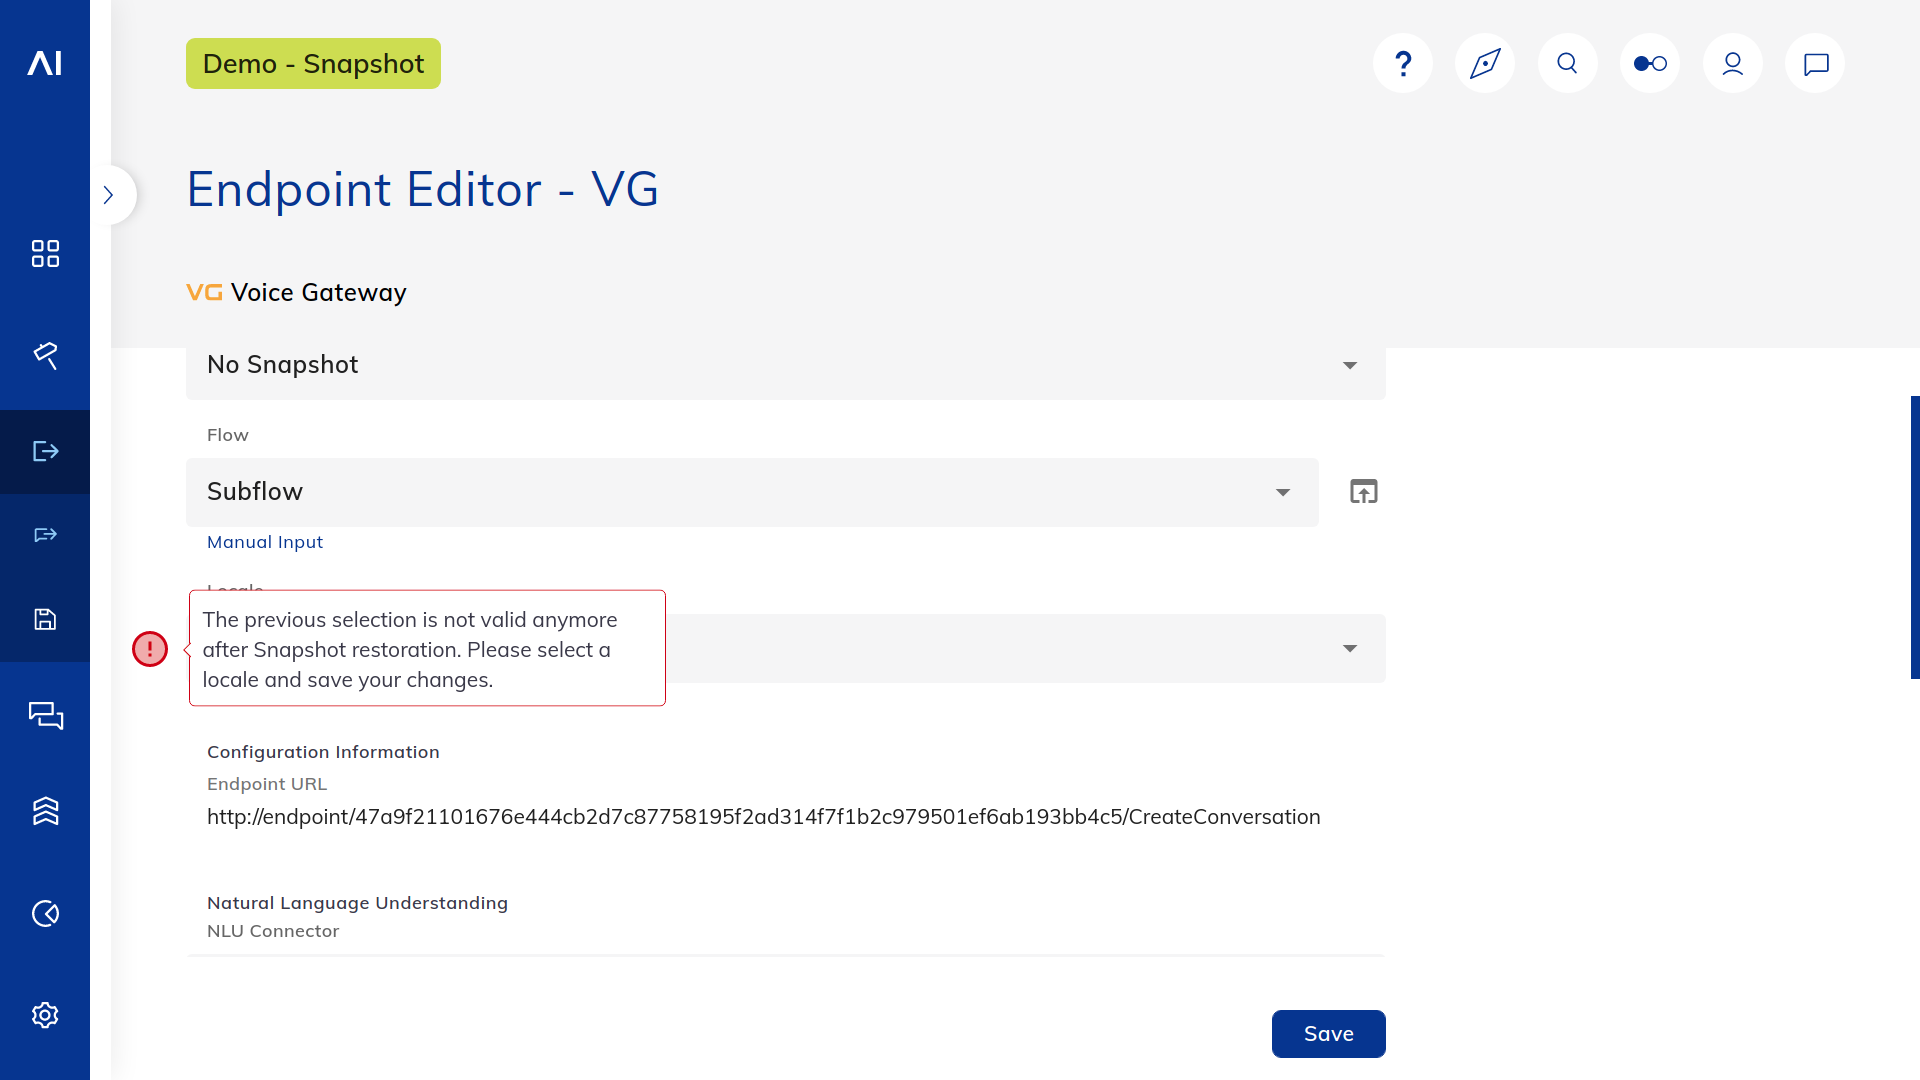 AI
Demo - Snapshot
?
Endpoint Editor - VG
VG Voice Gateway
No Snapshot
Flow
Subflow
Manual Input
Locale
The previous selection is not valid anymore
after Snapshot restoration. Please select a
locale and save your changes.
Configuration Information
Endpoint URL
http://endpoint/47a9f21101676e444cb2d7c87758195f2ad314f7f1b2c979501ef6ab193bb4c5/CreateConversation
Natural Language Understanding
NLU Connector
Save